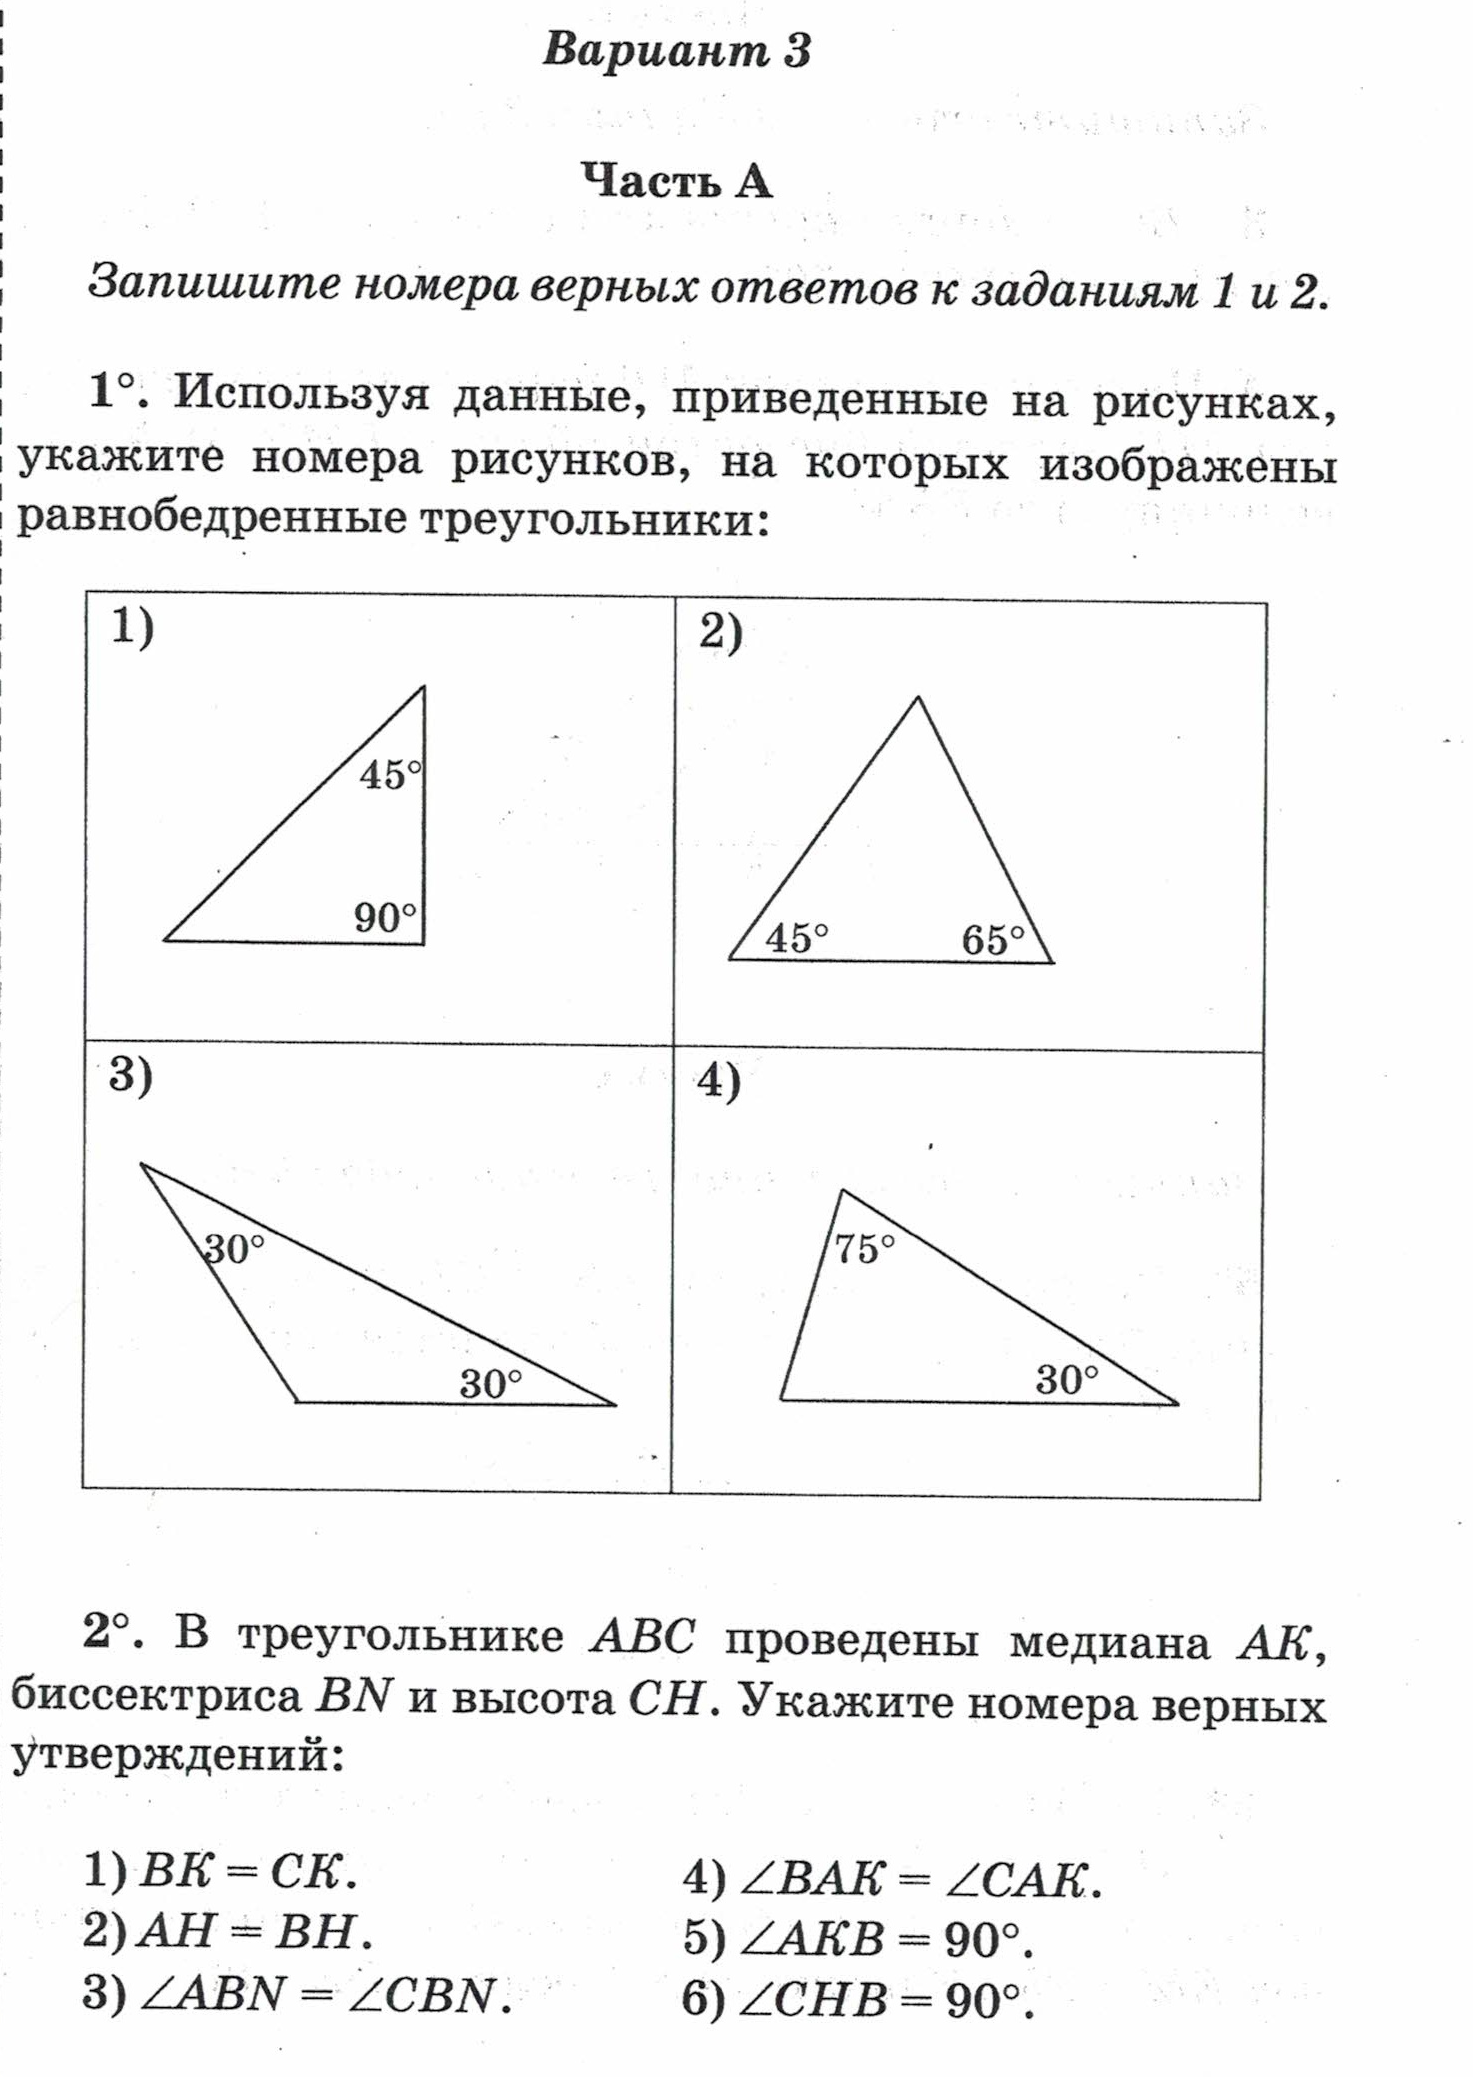 Вариант 3
Часть А
Запишите номера верных ответов к заданиям 1 и 2.
1°. Используя данные, приведенные на рисунках,
укажите номера рисунков, на которых изображены
равнобедренные треугольники:
1)
45°
90°
2)
45° 65°
3)
30°
30°
4)
75°
30°
2°. В треугольнике ABC проведены медиана AK,
биссектриса BN и высота CH. Укажите номера верных
утверждений:
1) BK = CK.
2) AH = BH.
3) ∠ABN = ∠CBN.
4) ∠BAK = ∠CAK.
5) ∠AKB = 90°.
6) ∠CHB = 90°.